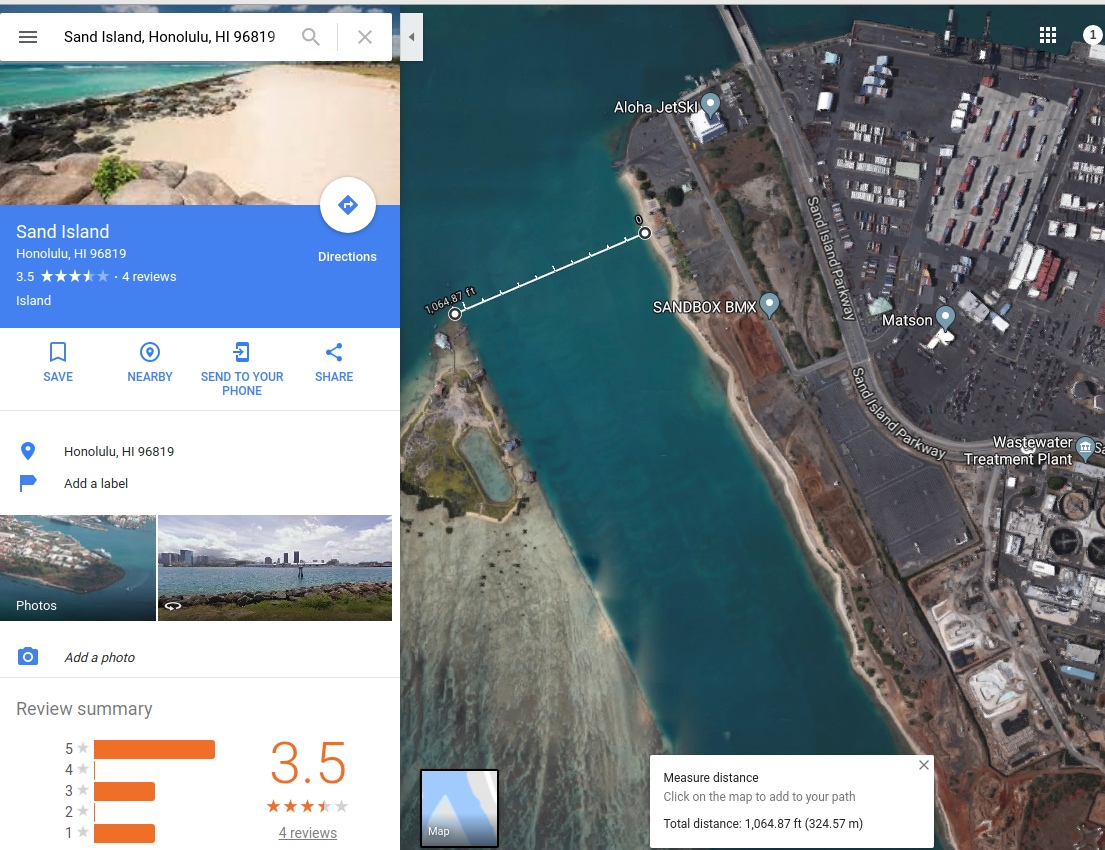 Sand Island, Honolulu, HI 96819
1
Sand Island
Honolulu, HI 96819
3.5 · 4 reviews
Island
Directions
SAVE
NEARBY
SEND TO YOUR
PHONE
SHARE
Honolulu, HI 96819
Add a label
Photos
Add a photo
Review summary
5
4
3
2
1
3.5
4 reviews
Aloha JetSki
0
1,064.87 ft
Sand Island Parkway
SANDBOX BMX
Matson
Sand Island Parkway
Wastewater
Treatment Plant
Sa
Map
Measure distance
Click on the map to add to your path
Total distance: 1,064.87 ft (324.57 m)